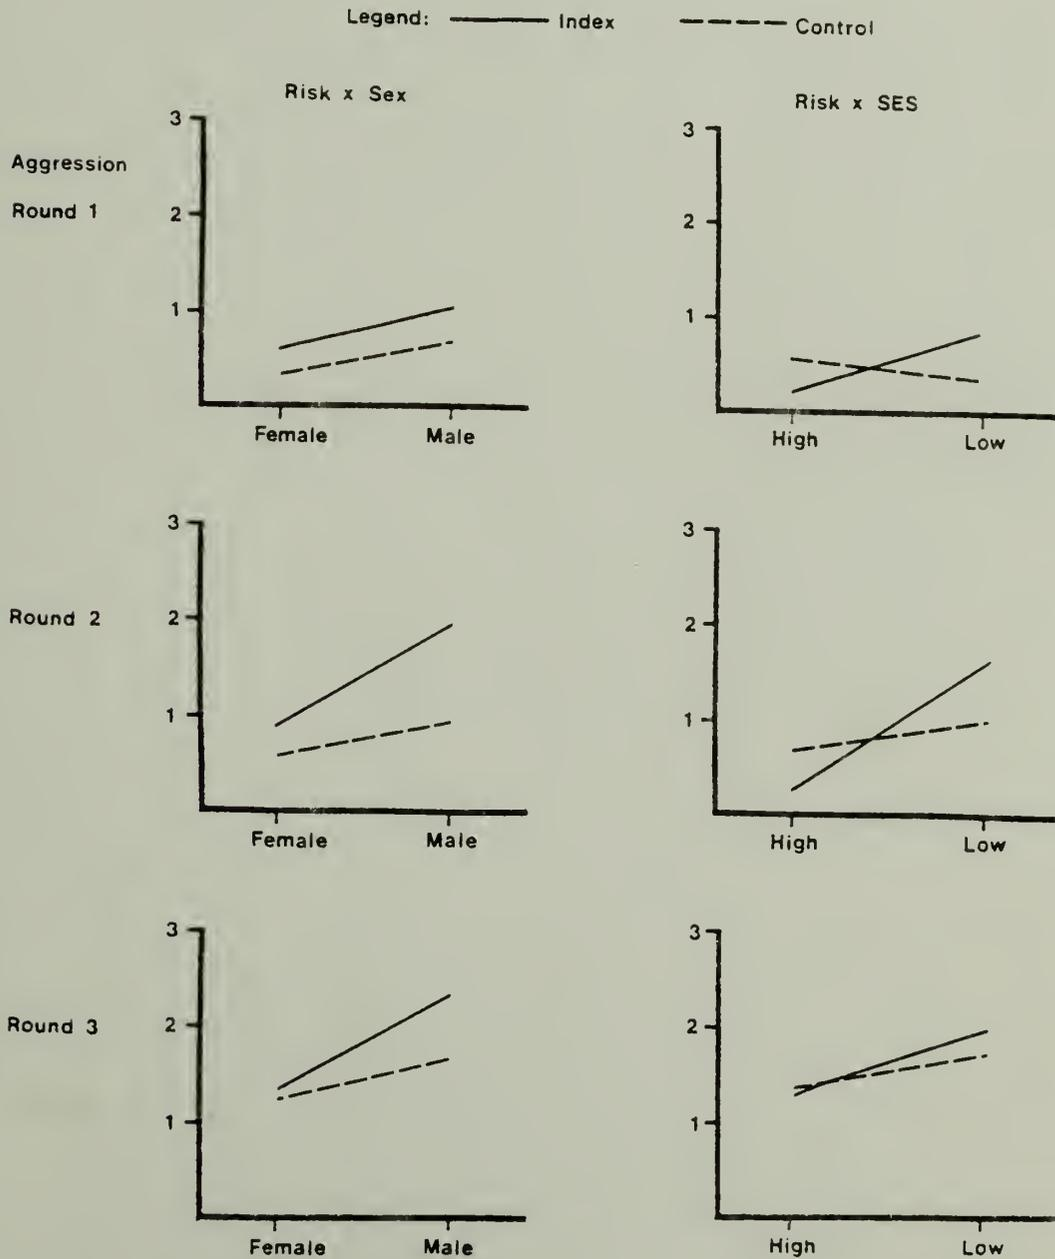 Legend: Index Control
Risk x Sex
Risk x SES
Aggression
Round 1
3
2
1
Female Male
3
2
1
High Low
Round 2
3
2
1
Female Male
3
2
1
High Low
Round 3
3
2
1
Female Male
3
2
1
High Low